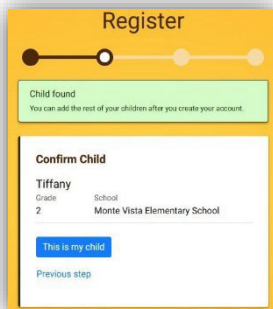 Register
Child found
You can add the rest of your children after you create your account.
Confirm Child
Tiffany
Grade School
2 Monte Vista Elementary School
This is my child
Previous step